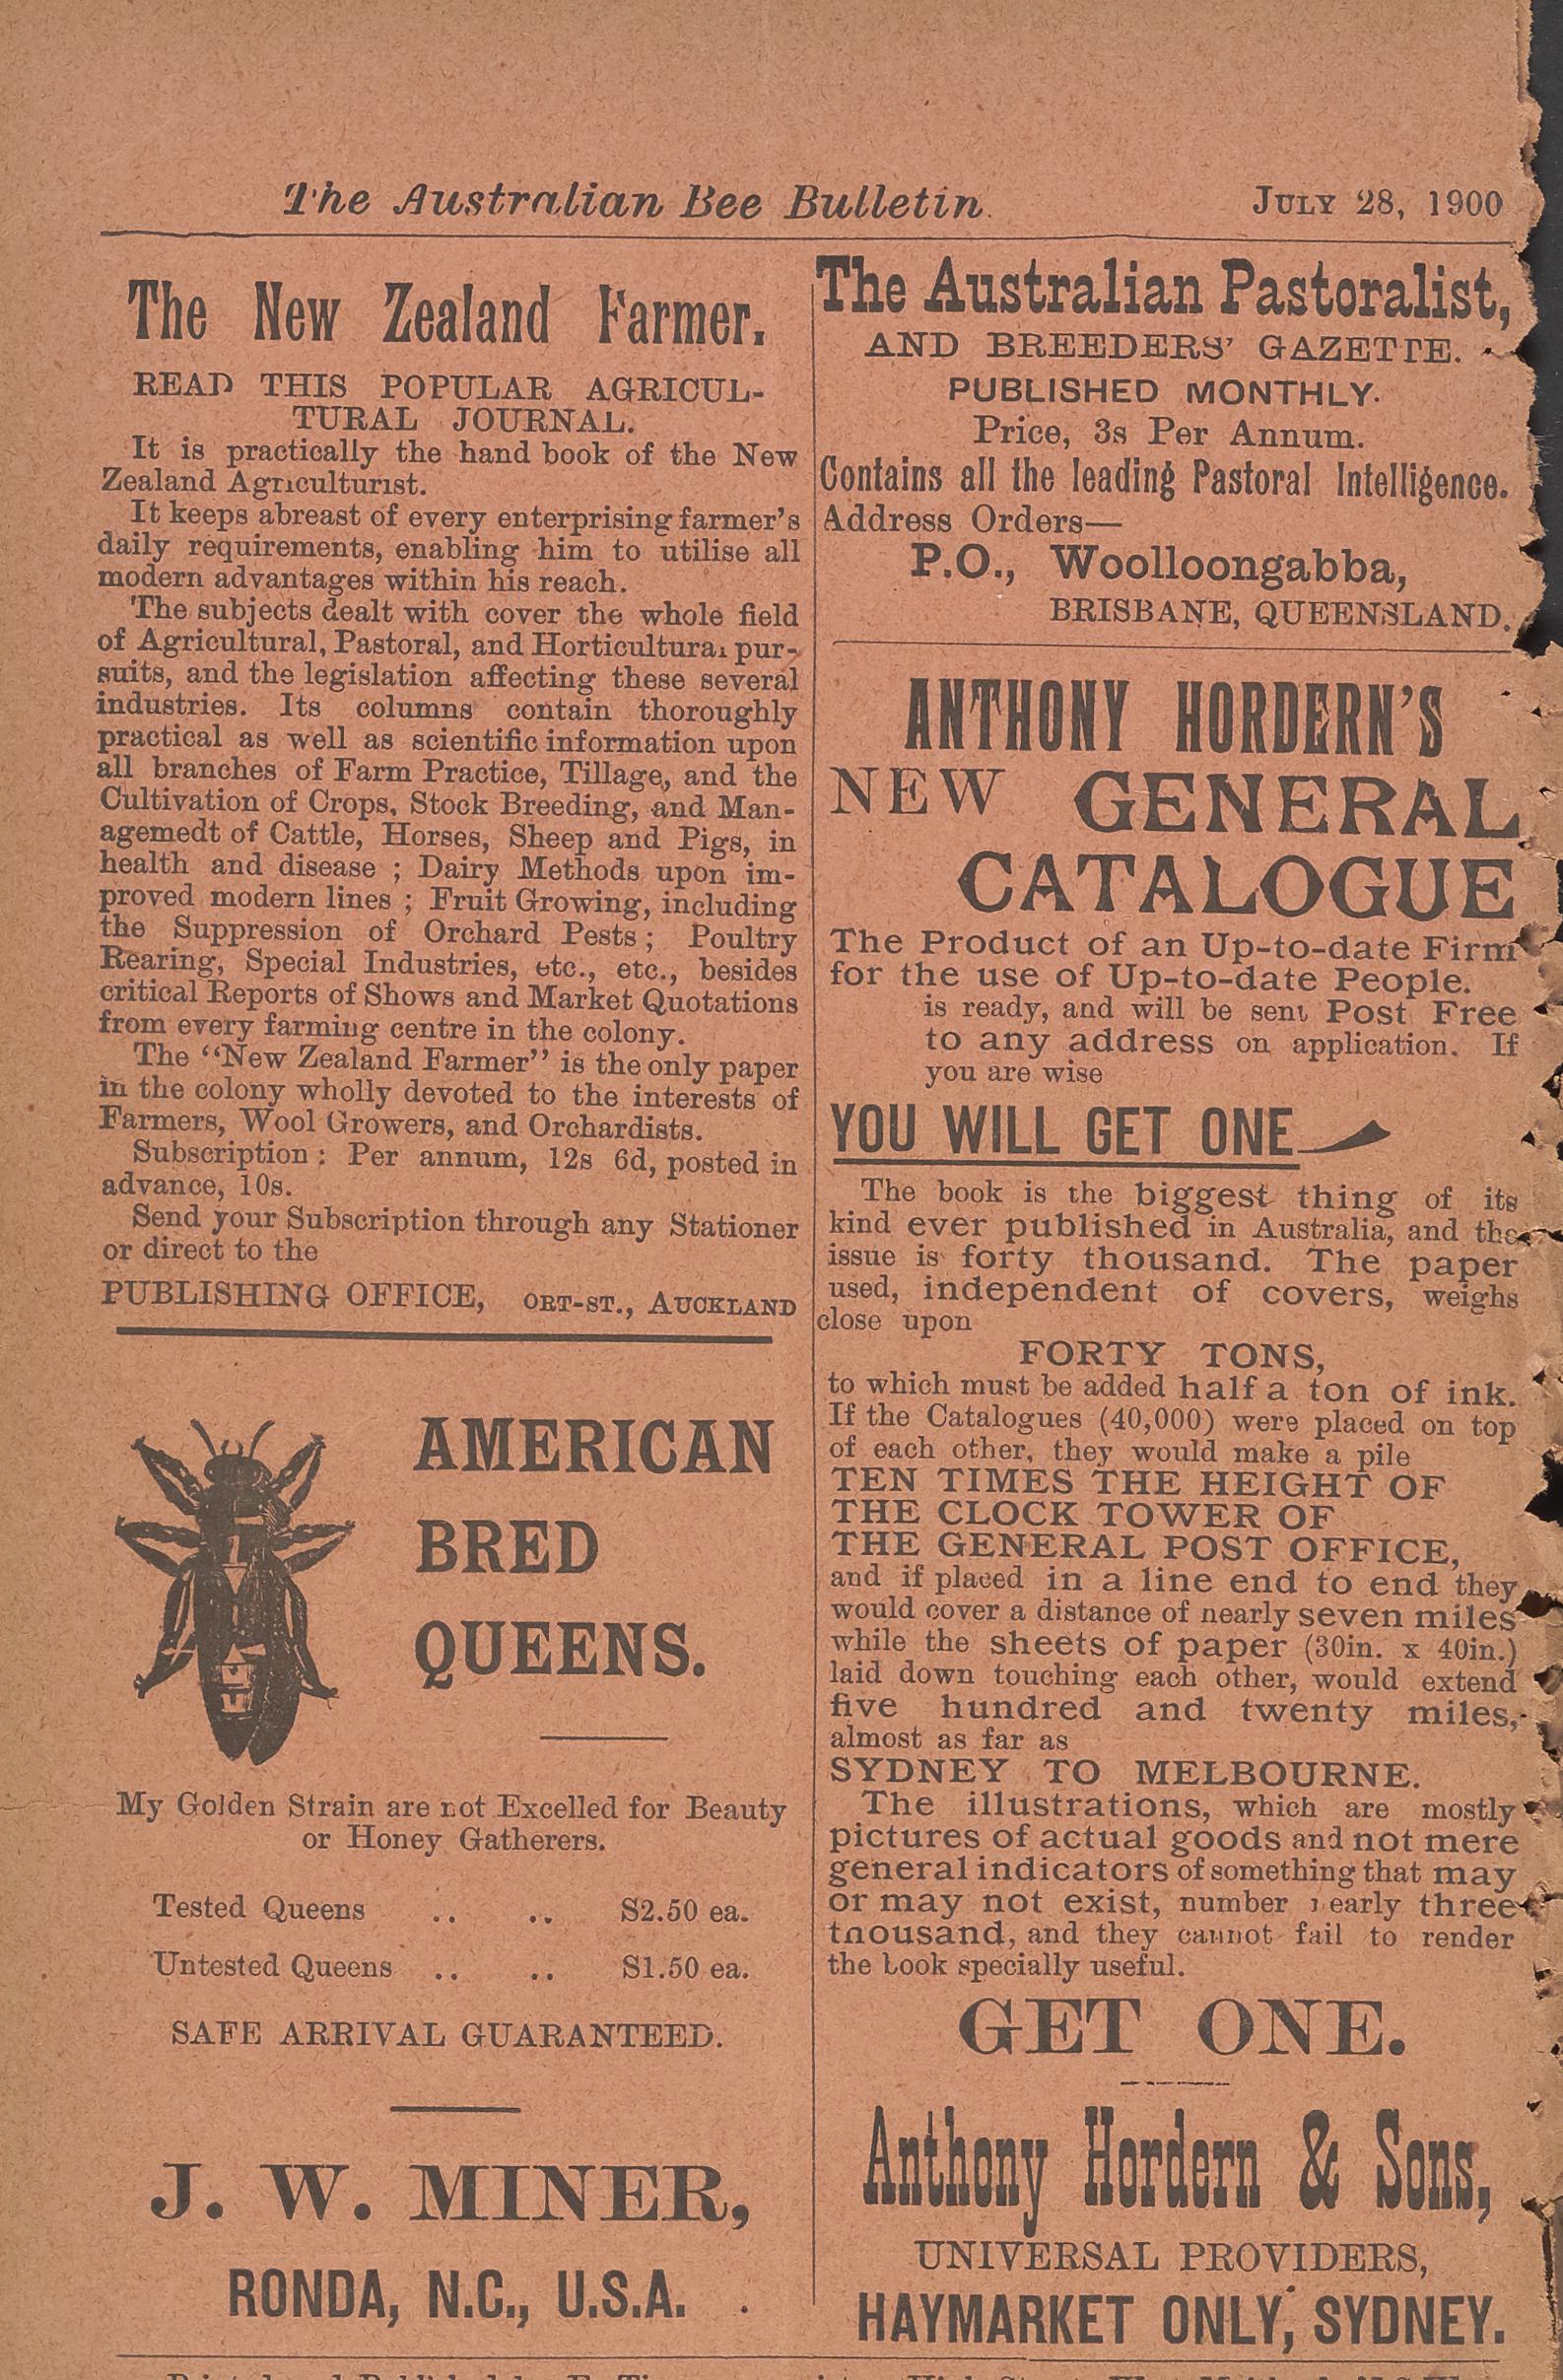 The Australian Bee Bulletin. JULY 28, 1900
The New Zealand Farmer.
READ THIS POPULAR AGRICUL-
TURAL JOURNAL.
It is practically the hand book of the New
Zealand Agriculturist.
It keeps abreast of every enterprising farmer's
daily requirements, enabling him to utilise all
modern advantages within his reach.
The subjects dealt with cover the whole field
of Agricultural, Pastoral, and Horticultural pur-
suits, and the legislation affecting these several
industries. Its columns contain thoroughly
practical as well as scientific information upon
all branches of Farm Practice, Tillage, and the
Cultivation of Crops, Stock Breeding, and Man-
agemedt of Cattle, Horses, Sheep and Pigs, in
health and disease ; Dairy Methods upon im-
proved modern lines ; Fruit Growing, including
the Suppression of Orchard Pests ; Poultry
Rearing, Special Industries, etc., etc., besides
critical Reports of Shows and Market Quotations
from every farming centre in the colony.
The "New Zealand Farmer" is the only paper
in the colony wholly devoted to the interests of
Farmers, Wool Growers, and Orchardists.
Subscription : Per annum, 12s 6d, posted in
advance, 10s.
Send your Subscription through any Stationer
or direct to the
PUBLISHING OFFICE, ORT-ST., AUCKLAND
AMERICAN
BRED
QUEENS.
My Golden Strain are not Excelled for Beauty
or Honey Gatherers.
Tested Queens .. .. S2.50 ea.
Untested Queens .. .. S1.50 ea.
SAFE ARRIVAL GUARANTEED.
J. W. MINER,
RONDA, N.C., U.S.A.
The Australian Pastoralist,
AND BREEDERS' GAZETTE.
PUBLISHED MONTHLY.
Price, 3s Per Annum.
Contains all the leading Pastoral Intelligence.
Address Orders—
P.O., Woolloongabba,
BRISBANE, QUEENSLAND.
ANTHONY HORDERN'S
NEW GENERAL
CATALOGUE
The Product of an Up-to-date Firm
for the use of Up-to-date People.
is ready, and will be sent Post Free
to any address on application. If
you are wise
YOU WILL GET ONE
The book is the biggest thing of its
kind ever published in Australia, and the
issue is forty thousand. The paper
used, independent of covers, weighs
close upon
FORTY TONS,
to which must be added half a ton of ink.
If the Catalogues (40,000) were placed on top
of each other, they would make a pile
TEN TIMES THE HEIGHT OF
THE CLOCK TOWER OF
THE GENERAL POST OFFICE,
and if placed in a line end to end they
would cover a distance of nearly seven miles
while the sheets of paper (30in. x 40in.)
laid down touching each other, would extend
five hundred and twenty miles,
almost as far as
SYDNEY TO MELBOURNE.
The illustrations, which are mostly
pictures of actual goods and not mere
general indicators of something that may
or may not exist, number nearly three
thousand, and they cannot fail to render
the book specially useful.
GET ONE.
Anthony Hordern & Sons,
UNIVERSAL PROVIDERS,
HAYMARKET ONLY, SYDNEY.